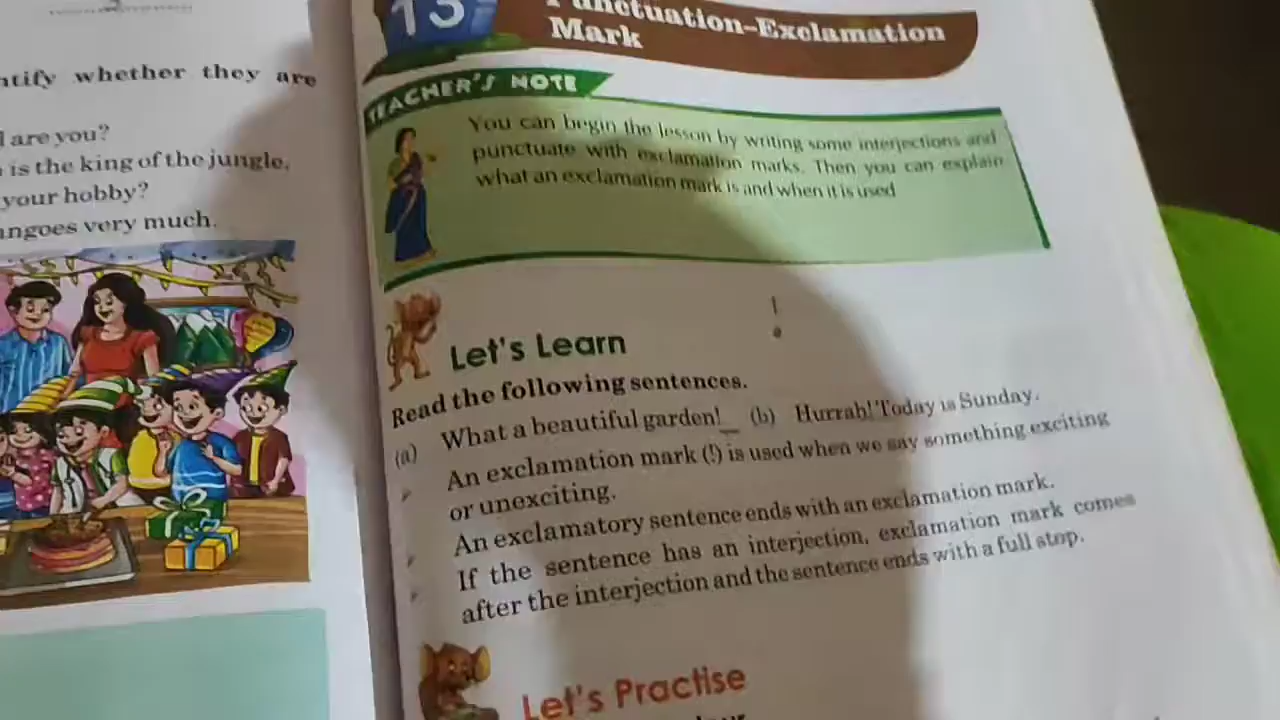 whether they are
are you?
is the king of the jungle,
your hobby?
very much.
13
Punctuation-Exclamation
Mark
TEACHER'S NOTE
You can begin the lesson by writing some interjections and
punctuate with exclamation marks. Then you can explain
what an exclamation mark is and when it is used
!
Let's Learn
Read the following sentences.
(a) What a beautiful garden! (b) Hurrah! Today is Sunday.
An exclamation mark (!) is used when we say something exciting
or unexciting.
An exclamatory sentence ends with an exclamation mark.
If the sentence has an interjection, exclamation mark comes
after the interjection and the sentence ends with a full stop.
Let's Practise